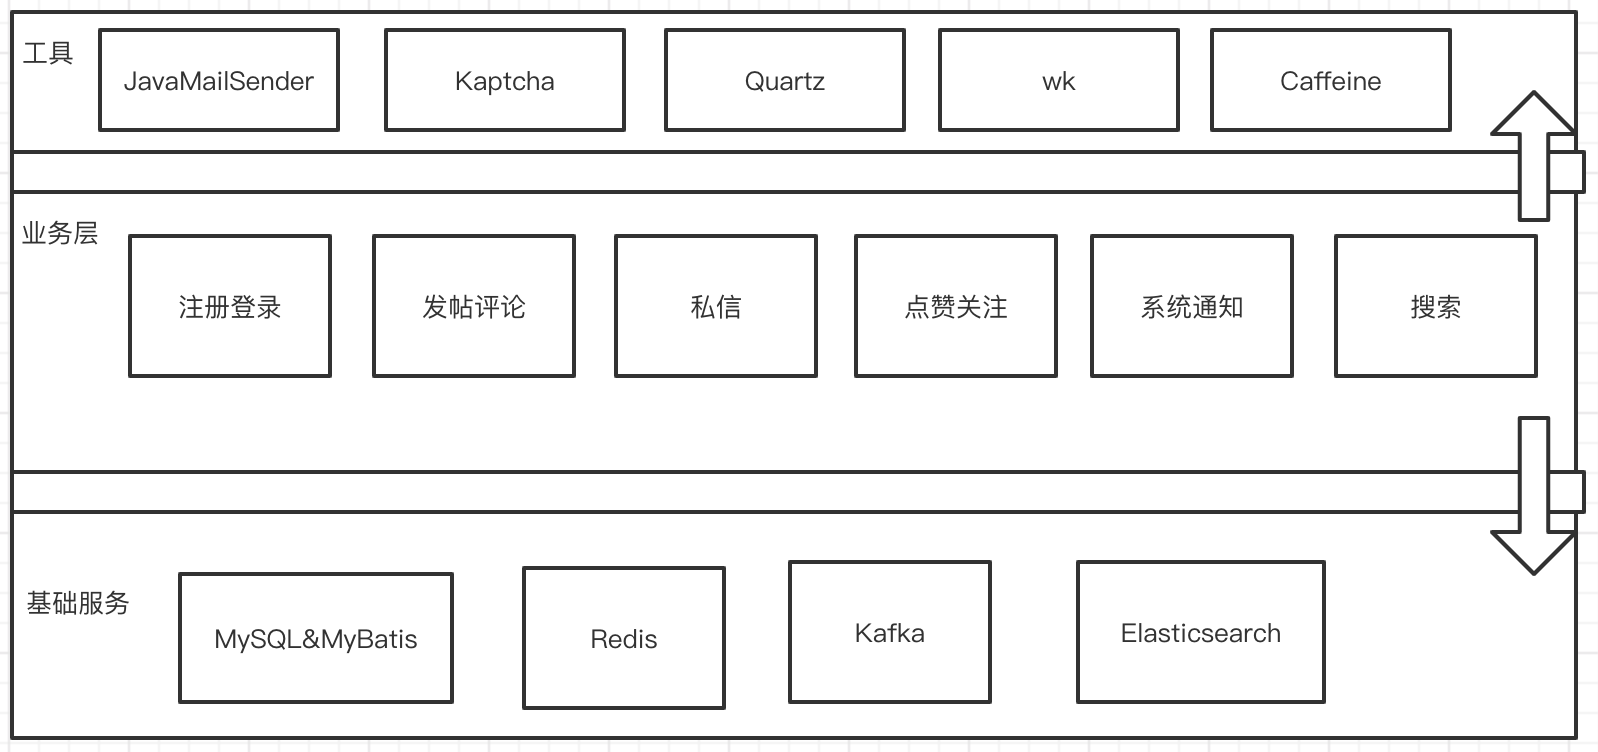 工具
JavaMailSender
Kaptcha
Quartz
wk
Caffeine
业务层
注册登录
发帖评论
私信
点赞关注
系统通知
搜索
基础服务
MySQL&MyBatis
Redis
Kafka
Elasticsearch